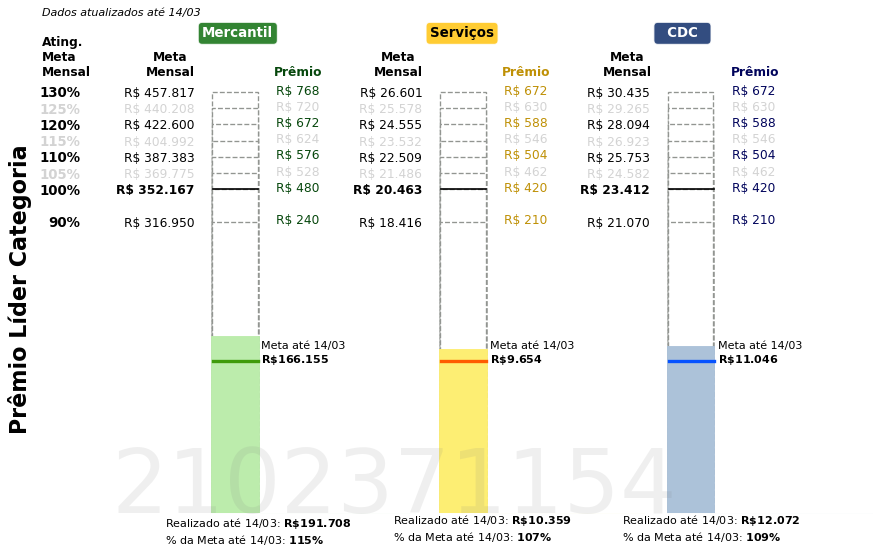 Dados atualizados até 14/03
Mercantil Serviços CDC
Ating.
Meta
Mensal
Meta
Mensal
Prêmio
Meta
Mensal
Prêmio
Meta
Mensal
Prêmio
130% R$ 457.817 R$ 768 R$ 26.601 R$ 672 R$ 30.435 R$ 672
125% R$ 440.208 R$ 720 R$ 25.578 R$ 630 R$ 29.265 R$ 630
120% R$ 422.600 R$ 672 R$ 24.555 R$ 588 R$ 28.094 R$ 588
115% R$ 404.992 R$ 624 R$ 23.532 R$ 546 R$ 26.923 R$ 546
110% R$ 387.383 R$ 576 R$ 22.509 R$ 504 R$ 25.753 R$ 504
105% R$ 369.775 R$ 528 R$ 21.486 R$ 462 R$ 24.582 R$ 462
100% R$ 352.167 R$ 480 R$ 20.463 R$ 420 R$ 23.412 R$ 420
90% R$ 316.950 R$ 240 R$ 18.416 R$ 210 R$ 21.070 R$ 210
Prêmio Líder Categoria
Meta até 14/03
R$166.155
Meta até 14/03
R$9.654
Meta até 14/03
R$11.046
2102371154
Realizado até 14/03: R$191.708
% da Meta até 14/03: 115%
Realizado até 14/03: R$10.359
% da Meta até 14/03: 107%
Realizado até 14/03: R$12.072
% da Meta até 14/03: 109%